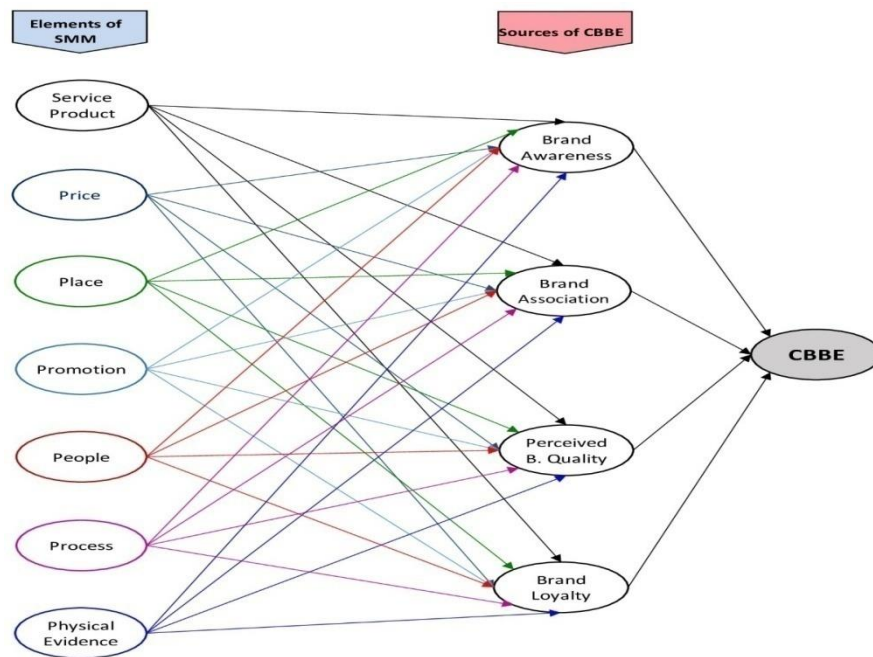 Elements of
SMM
Sources of CBBE
Service
Product
Price
Place
Promotion
People
Process
Physical
Evidence
Brand
Awareness
Brand
Association
Perceived
B. Quality
Brand
Loyalty
CBBE